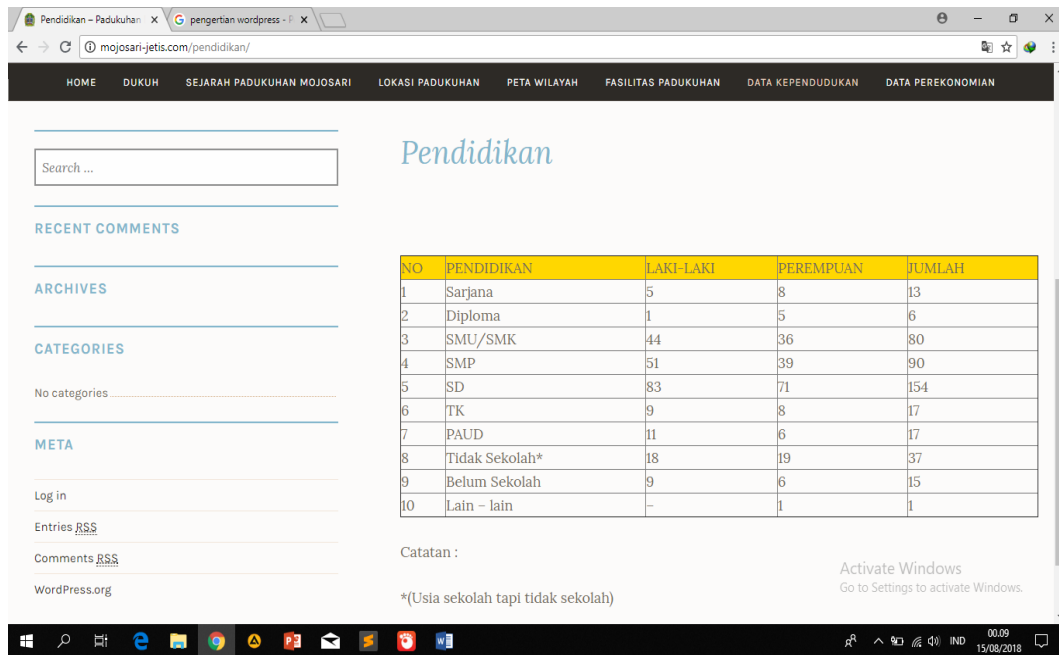 Pendidikan – Padukuhan
pengertian wordpress - P
mojosari-jetis.com/pendidikan/
HOME DUKUH SEJARAH PADUKUHAN MOJOSARI LOKASI PADUKUHAN PETA WILAYAH FASILITAS PADUKUHAN DATA KEPENDUDUKAN DATA PEREKONOMIAN
Search ...
RECENT COMMENTS
ARCHIVES
CATEGORIES
No categories
META
Log in
Entries RSS
Comments RSS
WordPress.org
Pendidikan
NO PENDIDIKAN LAKI-LAKI PEREMPUAN JUMLAH
1 Sarjana 5 8 13
2 Diploma 1 5 6
3 SMU/SMK 44 36 80
4 SMP 51 39 90
5 SD 83 71 154
6 TK 9 8 17
7 PAUD 11 6 17
8 Tidak Sekolah* 18 19 37
9 Belum Sekolah 9 6 15
10 Lain – lain – 1 1
Catatan :
*(Usia sekolah tapi tidak sekolah)
Activate Windows
Go to Settings to activate Windows.
IND
00.09
15/08/2018